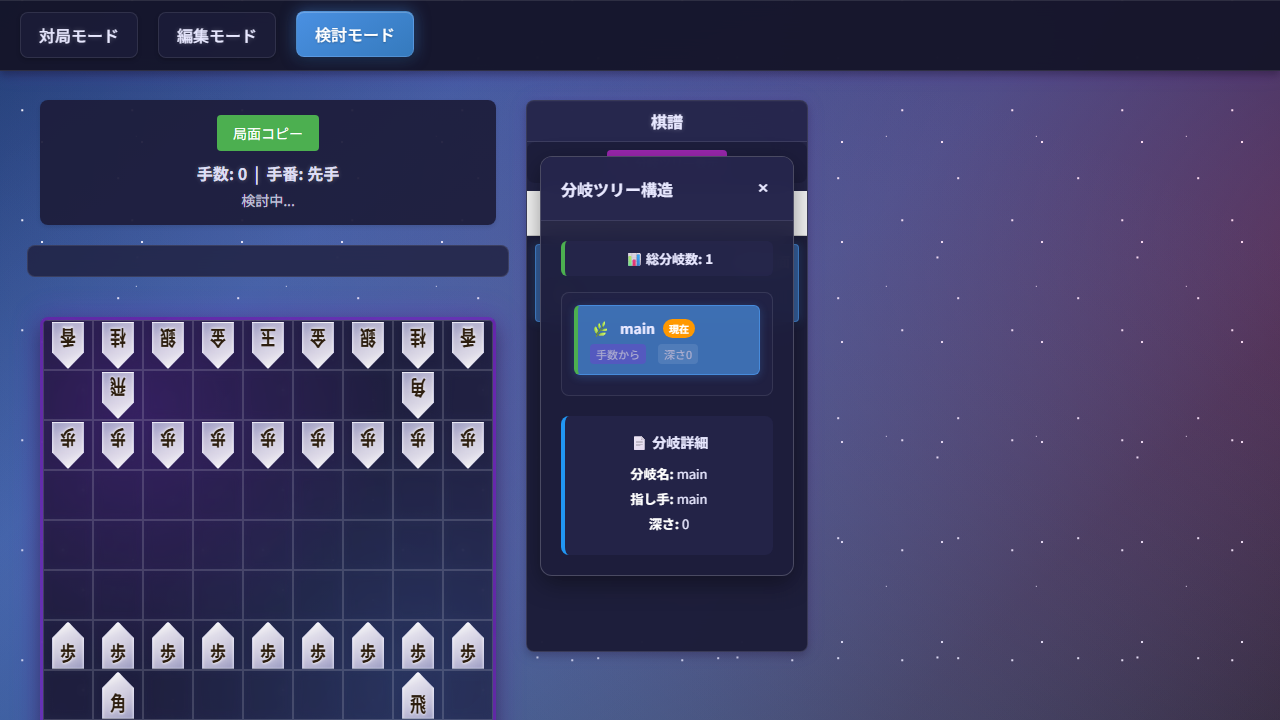 対局モード 編集モード 検討モード
局面コピー
手数: 0 | 手番: 先手
検討中...
香 桂 銀 金 王 金 銀 桂 香
飛 角
歩 歩 歩 歩 歩 歩 歩 歩 歩
歩 歩 歩 歩 歩 歩 歩 歩 歩
角 飛
棋譜
分岐ツリー構造 ×
📊 総分岐数: 1
🌿 main 現在
手数から 深さ0
📄 分岐詳細
分岐名: main
指し手: main
深さ: 0